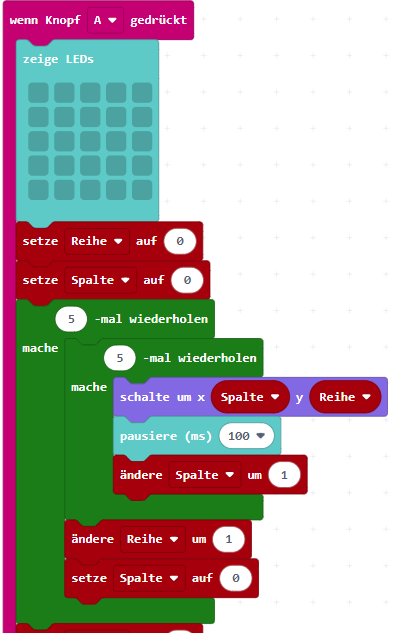 wenn Knopf A gedrückt
zeige LEDs
setze Reihe auf 0
setze Spalte auf 0
5 -mal wiederholen
mache
5 -mal wiederholen
mache
schalte um x Spalte y Reihe
pausiere (ms) 100
ändere Spalte um 1
ändere Reihe um 1
setze Spalte auf 0